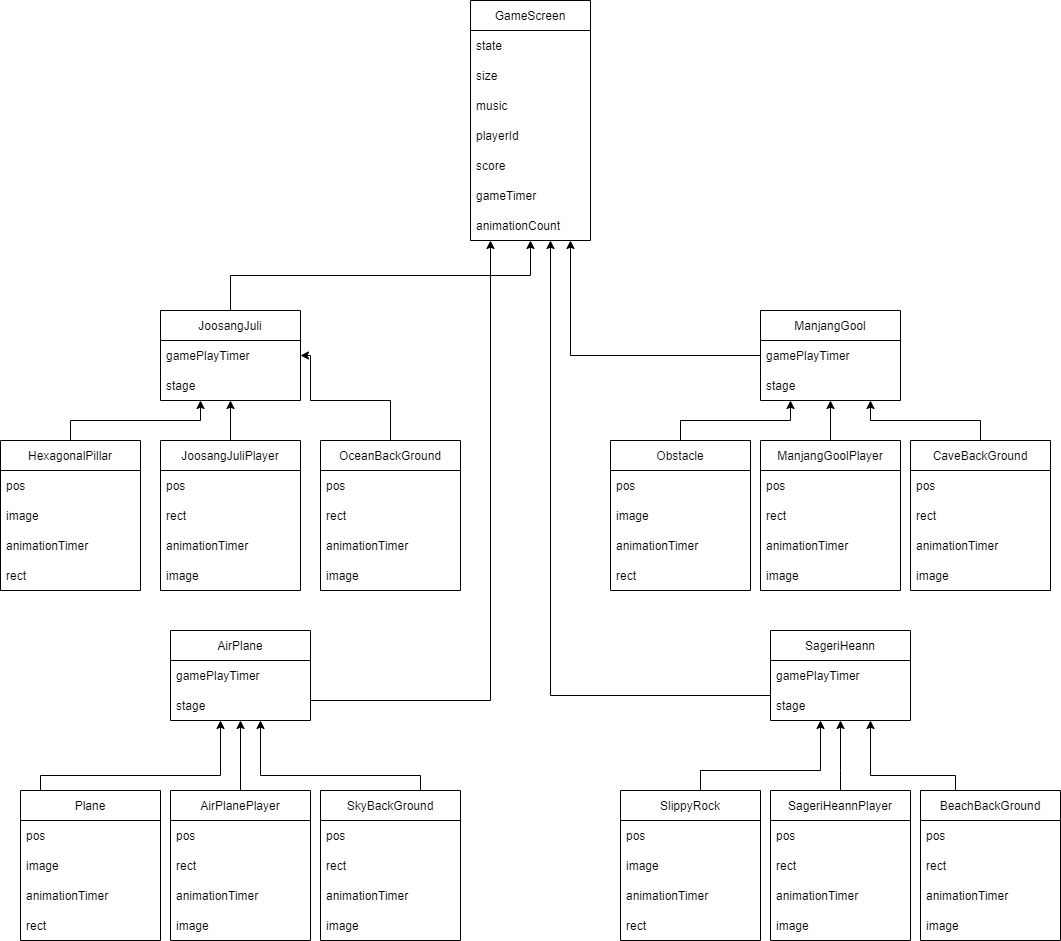 GameScreen
state
size
music
playerId
score
gameTimer
animationCount
JoosangJuli
gamePlayTimer
stage
ManjangGool
gamePlayTimer
stage
HexagonalPillar
pos
image
animationTimer
rect
JoosangJuliPlayer
pos
rect
animationTimer
image
OceanBackGround
pos
rect
animationTimer
image
Obstacle
pos
image
animationTimer
rect
ManjangGoolPlayer
pos
rect
animationTimer
image
CaveBackGround
pos
rect
animationTimer
image
AirPlane
gamePlayTimer
stage
SageriHeann
gamePlayTimer
stage
Plane
pos
image
animationTimer
rect
AirPlanePlayer
pos
rect
animationTimer
image
SkyBackGround
pos
rect
animationTimer
image
SlippyRock
pos
image
animationTimer
rect
SageriHeannPlayer
pos
rect
animationTimer
image
BeachBackGround
pos
rect
animationTimer
image